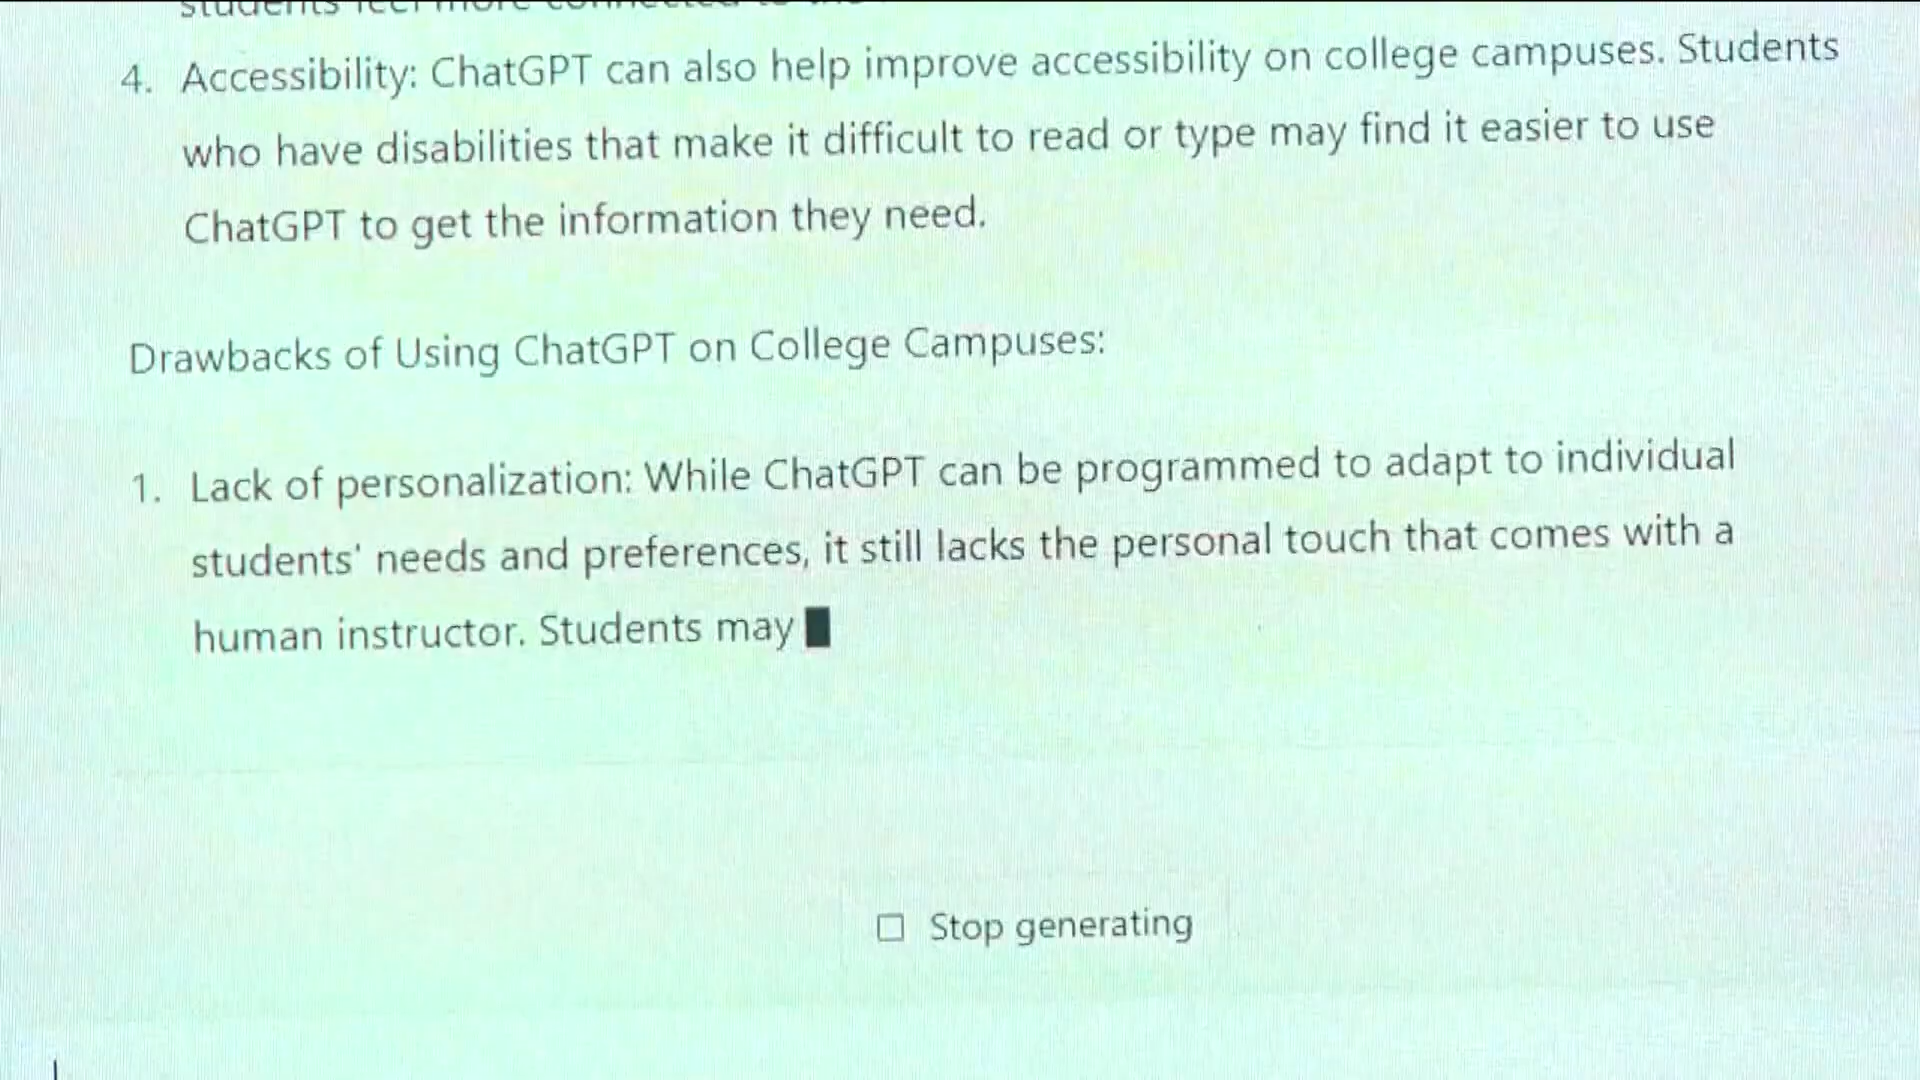 4. Accessibility: ChatGPT can also help improve accessibility on college campuses. Students
who have disabilities that make it difficult to read or type may find it easier to use
ChatGPT to get the information they need.
Drawbacks of Using ChatGPT on College Campuses:
1. Lack of personalization: While ChatGPT can be programmed to adapt to individual
students' needs and preferences, it still lacks the personal touch that comes with a
human instructor. Students may
Stop generating